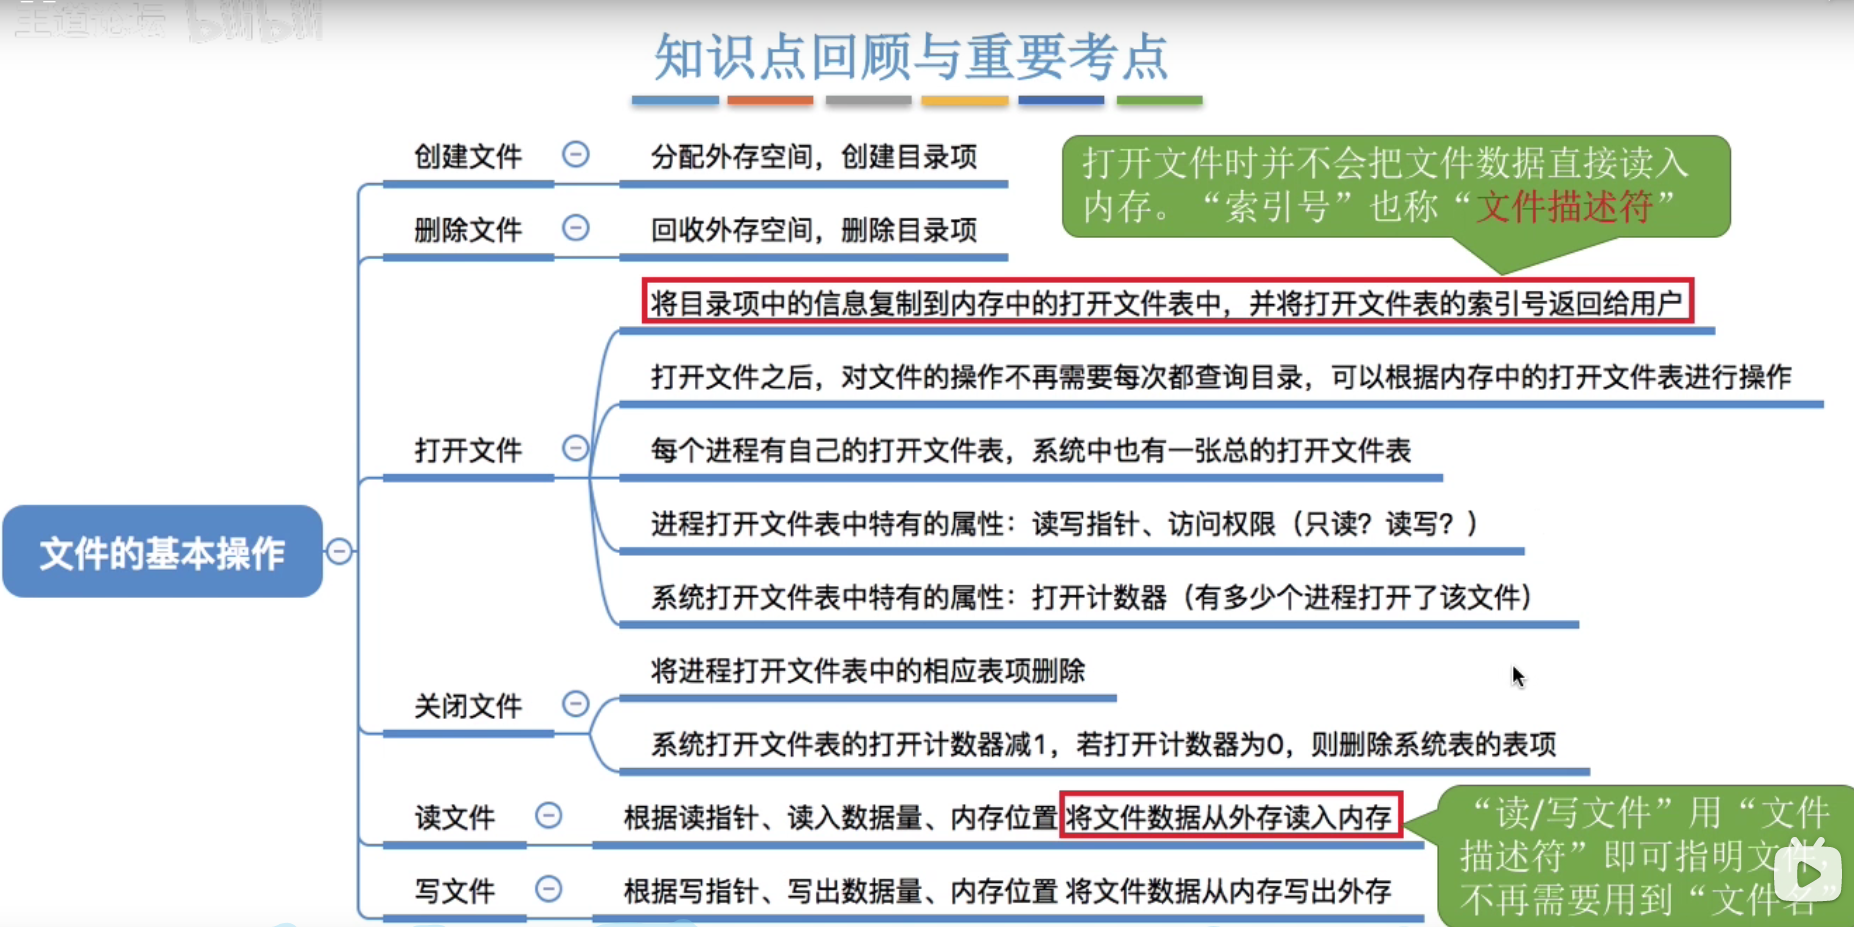 王道论坛 bilibili
知识点回顾与重要考点
创建文件
分配外存空间，创建目录项
打开文件时并不会把文件数据直接读入
内存。“索引号”也称“文件描述符”
删除文件
回收外存空间，删除目录项
将目录项中的信息复制到内存中的打开文件表中，并将打开文件表的索引号返回给用户
打开文件之后，对文件的操作不再需要每次都查询目录，可以根据内存中的打开文件表进行操作
打开文件
每个进程有自己的打开文件表，系统中也有一张总的打开文件表
进程打开文件表中特有的属性：读写指针、访问权限（只读？读写？）
文件的基本操作
系统打开文件表中特有的属性：打开计数器（有多少个进程打开了该文件）
将进程打开文件表中的相应表项删除
关闭文件
系统打开文件表的打开计数器减1，若打开计数器为0，则删除系统表的表项
读文件
根据读指针、读入数据量、内存位置将文件数据从外存读入内存
“读/写文件”用“文件
描述符”即可指明文件，
不再需要用到“文件名”
写文件
根据写指针、写出数据量、内存位置 将文件数据从内存写出外存